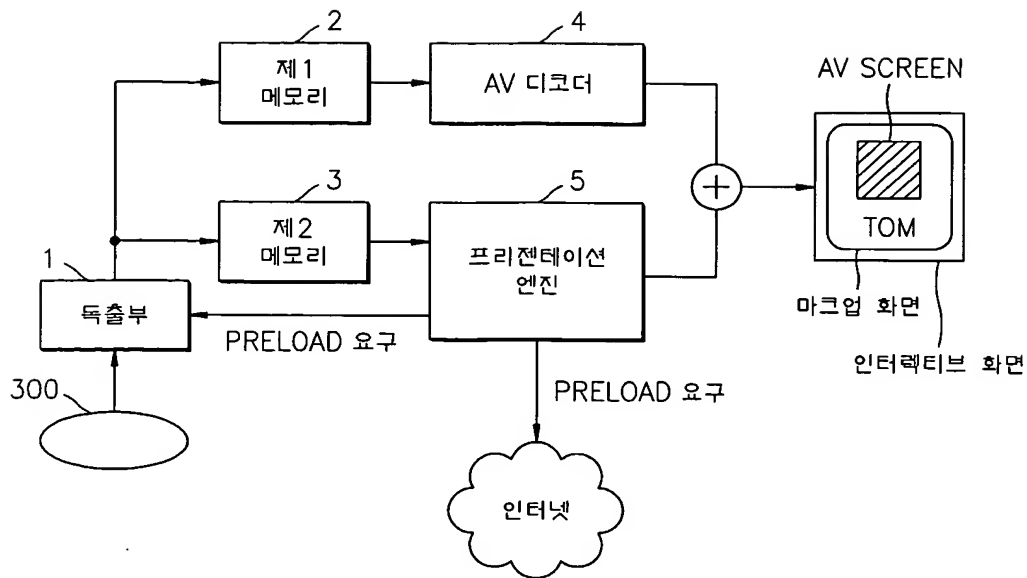 2
제1
메모리
4
AV 디코더
AV SCREEN
3
제2
메모리
5
프리젠테이션
엔진
+
TOM
1
독출부
PRELOAD 요구
마크업 화면
인터렉티브 화면
300
PRELOAD 요구
인터넷